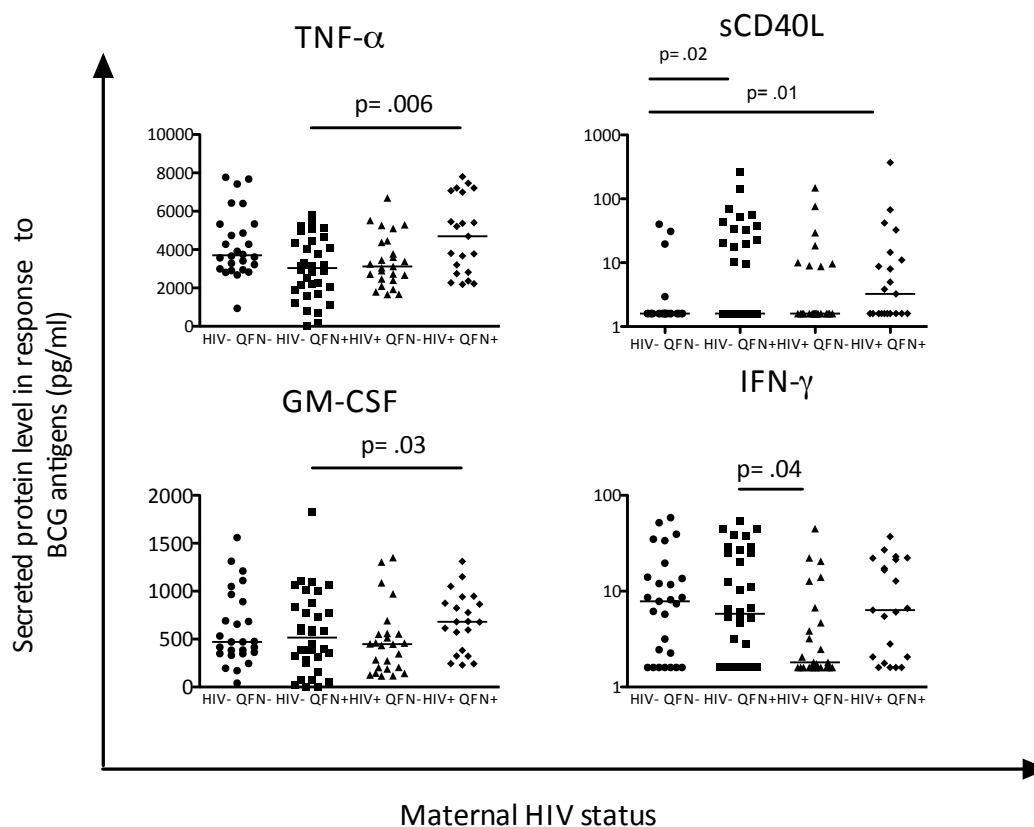 TNF-α
p= .006
10000
8000
6000
4000
2000
0
HIV- QFN- HIV- QFN+ HIV+ QFN- HIV+ QFN+
sCD40L
p= .02
p= .01
1000
100
10
1
HIV- QFN- HIV- QFN+ HIV+ QFN- HIV+ QFN+
GM-CSF
p= .03
2000
1500
1000
500
0
HIV- QFN- HIV- QFN+ HIV+ QFN- HIV+ QFN+
IFN-γ
p= .04
100
10
1
HIV- QFN- HIV- QFN+ HIV+ QFN- HIV+ QFN+
Secreted protein level in response to
BCG antigens (pg/ml)
Maternal HIV status